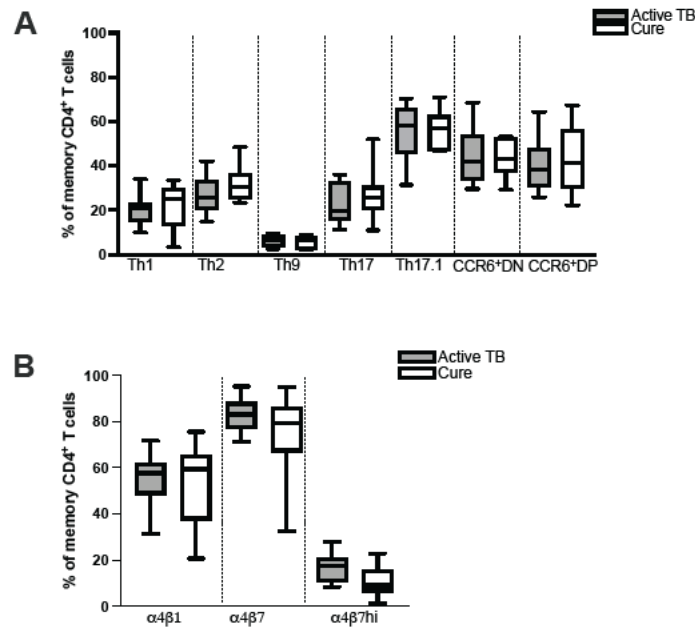 A
Active TB
Cure
% of memory CD4⁺ T cells
100
80
60
40
20
0
Th1 Th2 Th9 Th17 Th17.1 CCR6⁺DN CCR6⁺DP
B
Active TB
Cure
% of memory CD4⁺ T cells
100
80
60
40
20
0
α4β1 α4β7 α4β7hi